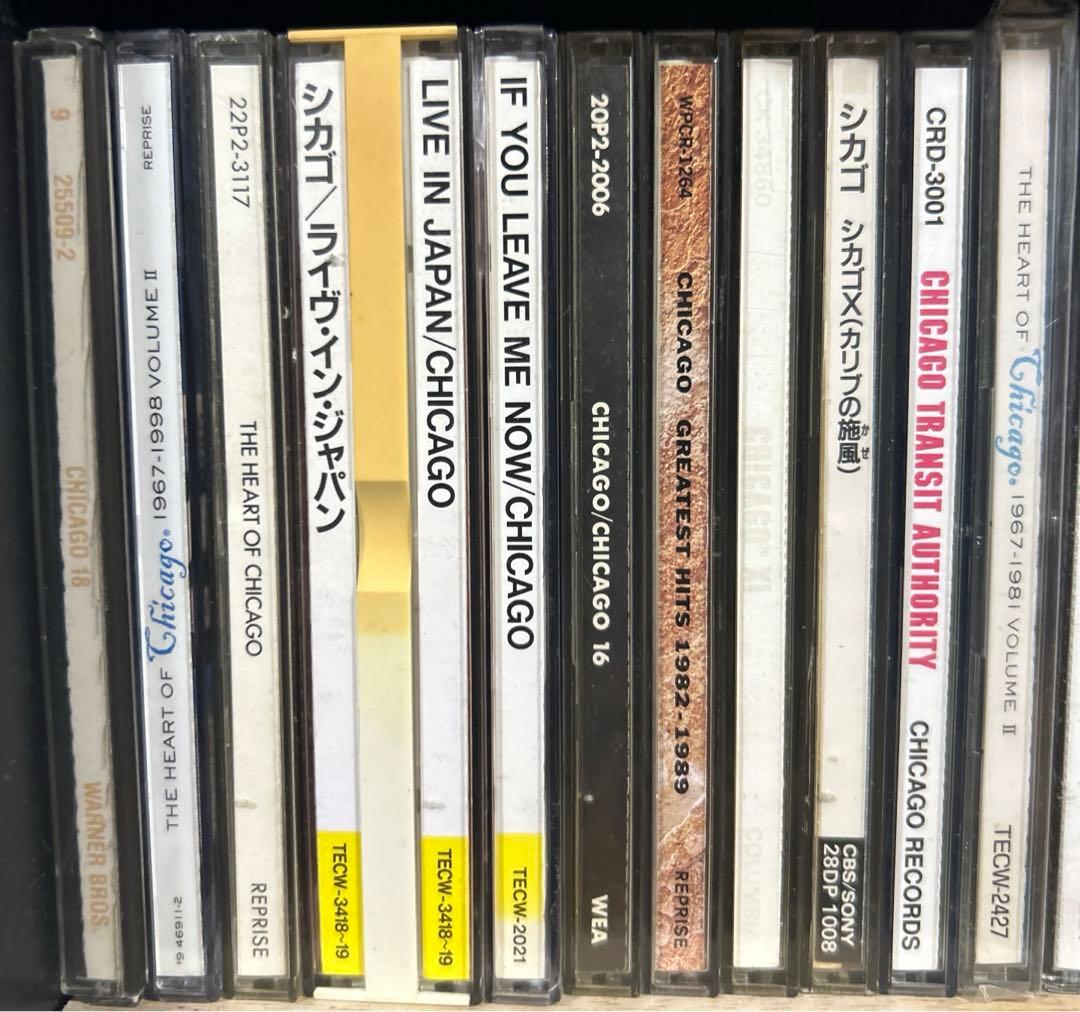 9 25509-2 CHICAGO 18 WARNER BROS.
9 46911-2 THE HEART OF Chicago. 1967-1998 VOLUME II REPRISE
22P2-3117 THE HEART OF CHICAGO REPRISE
シカゴ/ライヴ・イン・ジャパン TECW-3418~19
LIVE IN JAPAN/CHICAGO TECW-3418~19
IF YOU LEAVE ME NOW/CHICAGO TECW-2021
20P2-2006 CHICAGO/CHICAGO 16 WEA
WPCR-1264 CHICAGO GREATEST HITS 1982-1989 REPRISE
CK 34860 CHICAGO XI COLUMBIA
シカゴ シカゴX(カリブの旋風)
かぜ
CBS/SONY
28DP 1008
CRD-3001 CHICAGO TRANSIT AUTHORITY CHICAGO RECORDS
THE HEART OF Chicago. 1967-1981 VOLUME II TECW-2427